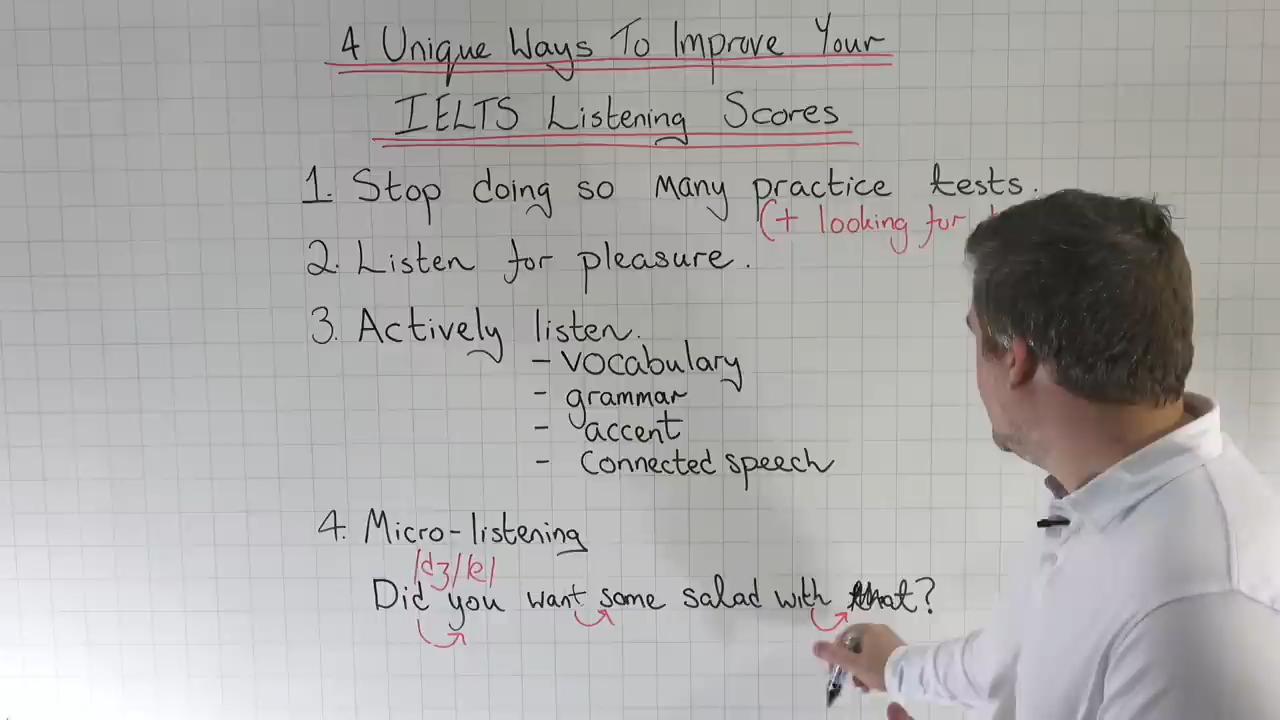 4 Unique Ways To Improve Your
IELTS Listening Scores
1. Stop doing so many practice tests.
(+ looking for
2. Listen for pleasure.
3. Actively listen.
- vocabulary
- grammar
- accent
- connected speech
4. Micro-listening
/dʒ/ə/
Did you want some salad with that?